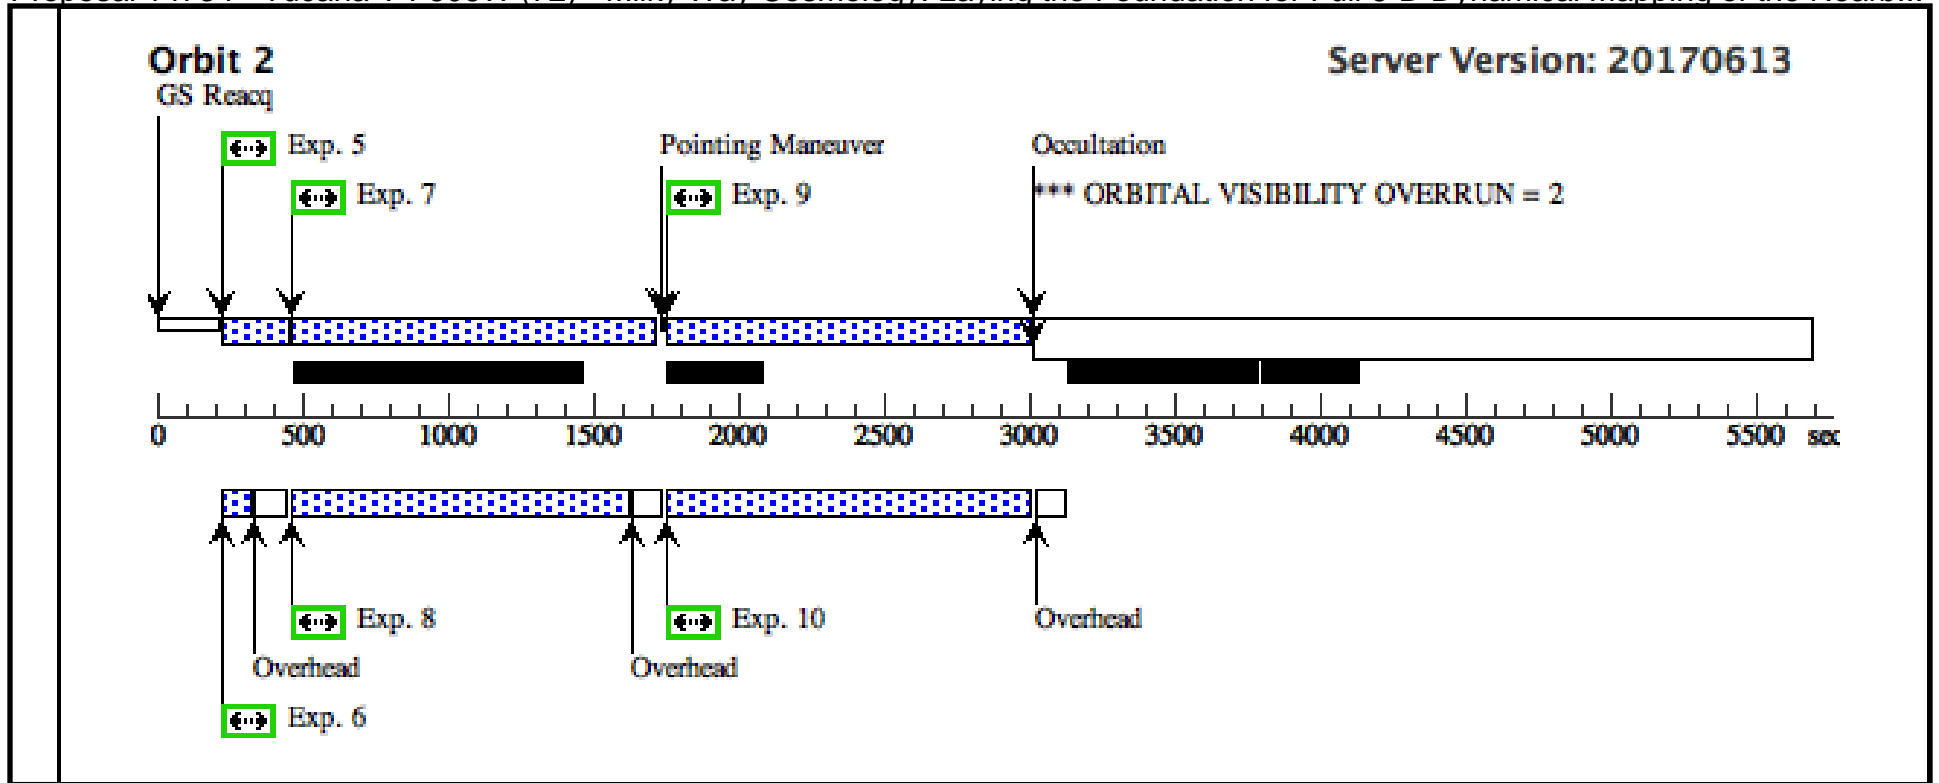 Orbit 2
Server Version: 20170613
GS Reacq
Exp. 5
Pointing Maneuver
Occultation
Exp. 7
Exp. 9
*** ORBITAL VISIBILITY OVERRUN = 2
0 500 1000 1500 2000 2500 3000 3500 4000 4500 5000 5500 sec
Exp. 8
Exp. 10
Overhead
Overhead
Overhead
Exp. 6